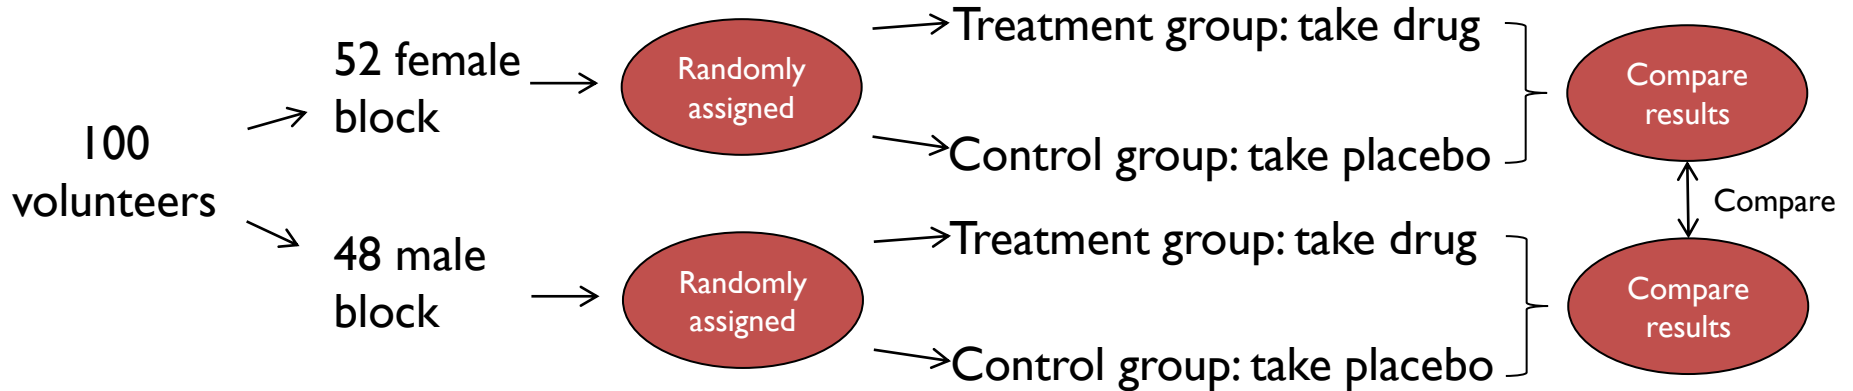 100
volunteers
52 female
block
Randomly
assigned
Treatment group: take drug
Control group: take placebo
Compare
results
Compare
48 male
block
Randomly
assigned
Treatment group: take drug
Control group: take placebo
Compare
results